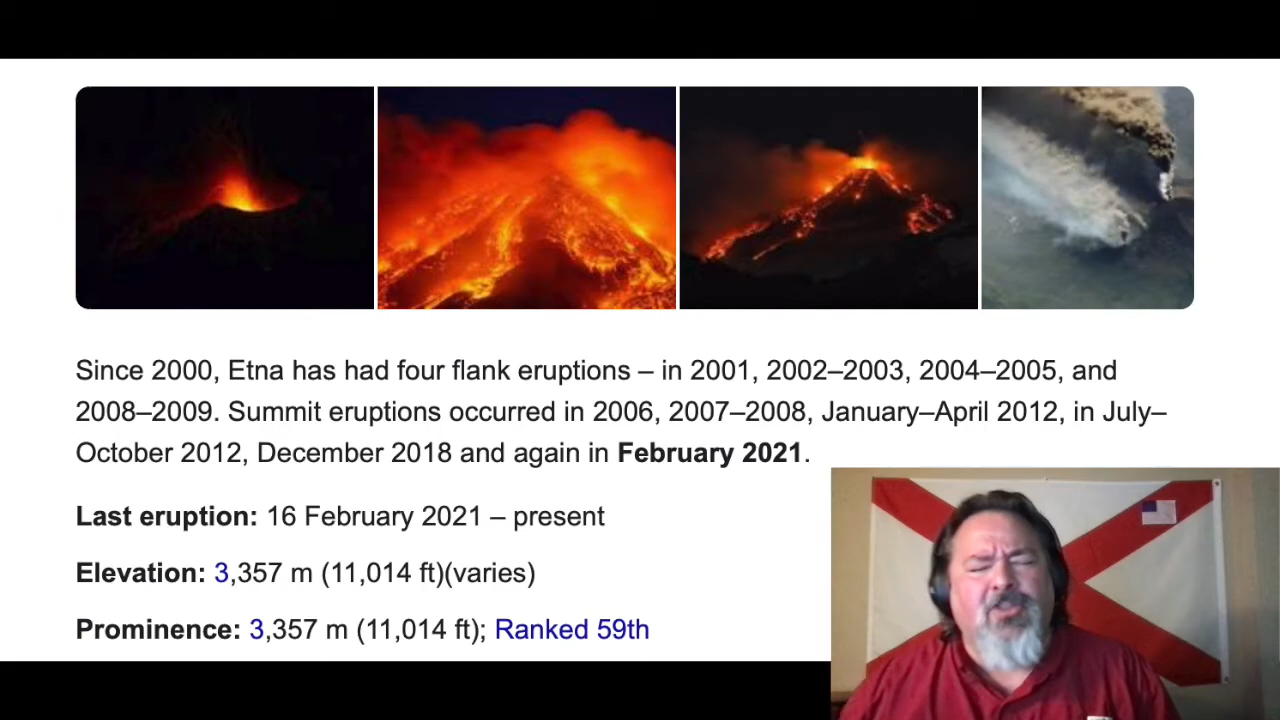 Since 2000, Etna has had four flank eruptions – in 2001, 2002–2003, 2004–2005, and
2008–2009. Summit eruptions occurred in 2006, 2007–2008, January–April 2012, in July–
October 2012, December 2018 and again in February 2021.
Last eruption: 16 February 2021 – present
Elevation: 3,357 m (11,014 ft)(varies)
Prominence: 3,357 m (11,014 ft); Ranked 59th